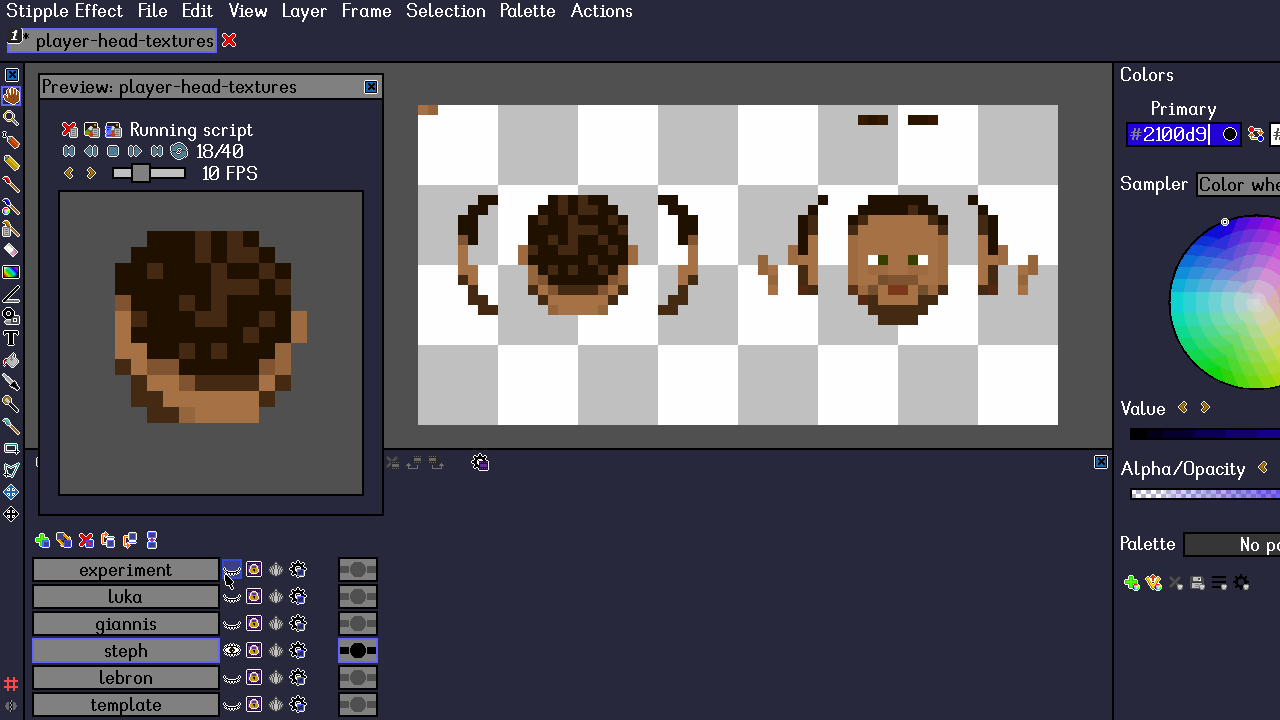 Stipple Effect File Edit View Layer Frame Selection Palette Actions
1 * player-head-textures
Preview: player-head-textures
Running script
18/40
10 FPS
Colors
Primary
#2100d9
#
Sampler Color whe
Value
Alpha/Opacity
Palette No p
experiment
luka
giannis
steph
lebron
template